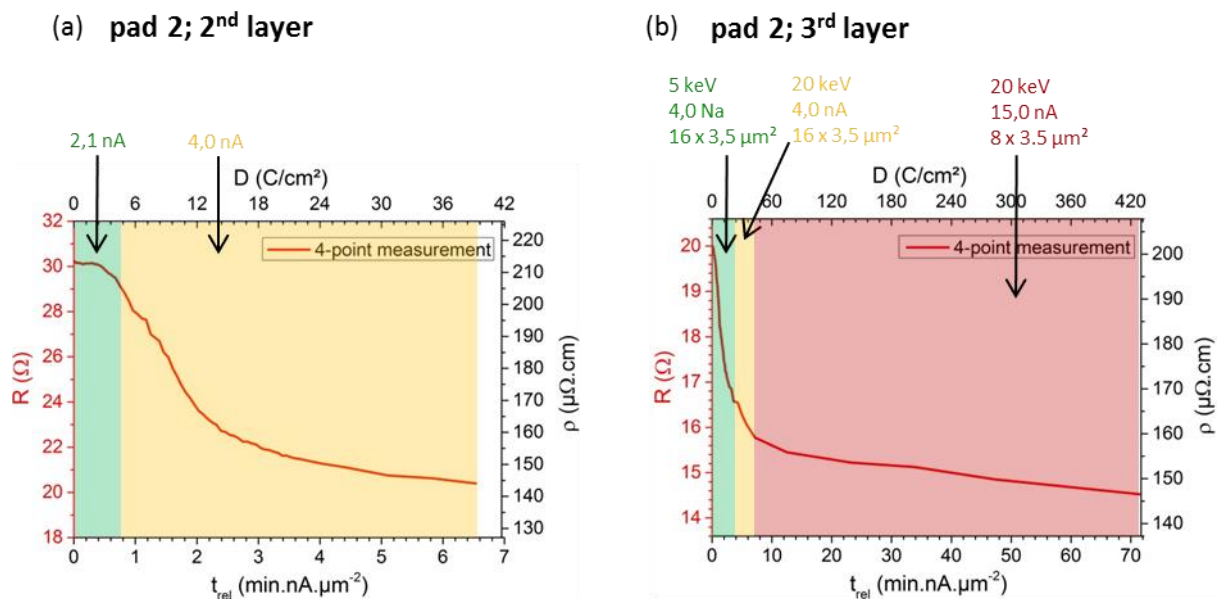 (a) pad 2; 2nd layer
2,1 nA
4,0 nA
D (C/cm²)
0 6 12 18 24 30 36 42
32
30
28
26
24
22
20
18
R (Ω)
4-point measurement
220
210
200
190
180
170
160
150
140
130
ρ (µΩ.cm)
0 1 2 3 4 5 6 7
trel (min.nA.µm-2)
(b) pad 2; 3rd layer
5 keV
4,0 Na
16 x 3,5 µm²
20 keV
4,0 nA
16 x 3,5 µm²
20 keV
15,0 nA
8 x 3.5 µm²
D (C/cm²)
0 60 120 180 240 300 360 420
20
19
18
17
16
15
14
R (Ω)
4-point measurement
200
190
180
170
160
150
140
ρ (µΩ.cm)
0 10 20 30 40 50 60 70
trel (min.nA.µm-2)